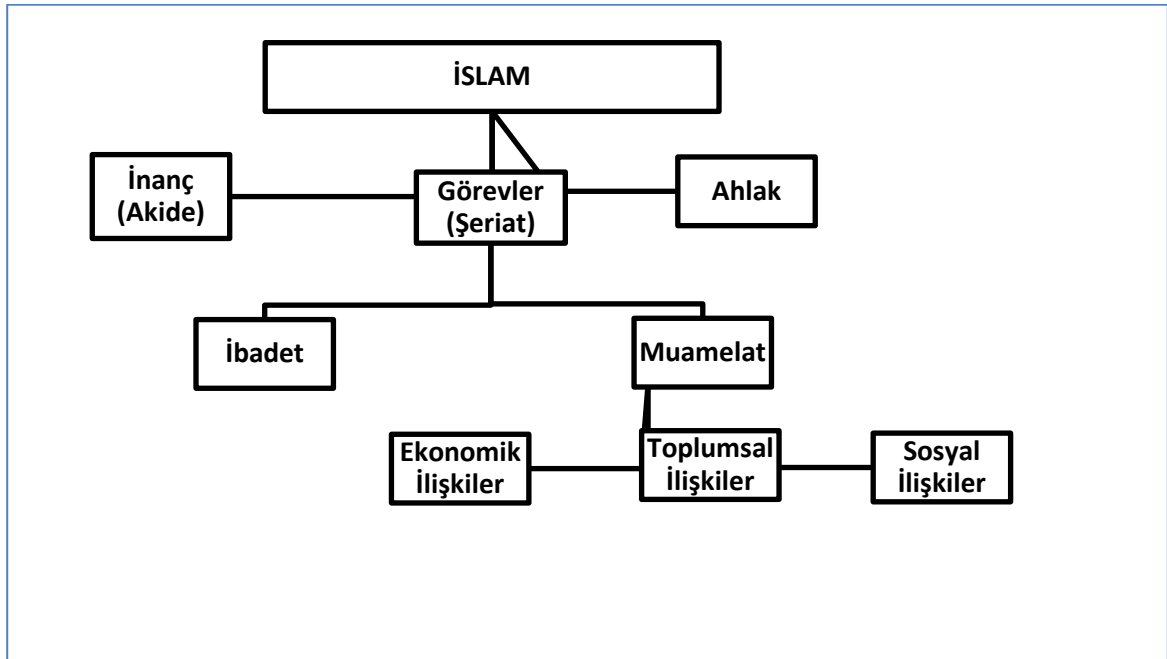 İSLAM
İnanç
(Akide)
Görevler
(Şeriat)
Ahlak
İbadet
Muamelat
Ekonomik
İlişkiler
Toplumsal
İlişkiler
Sosyal
İlişkiler